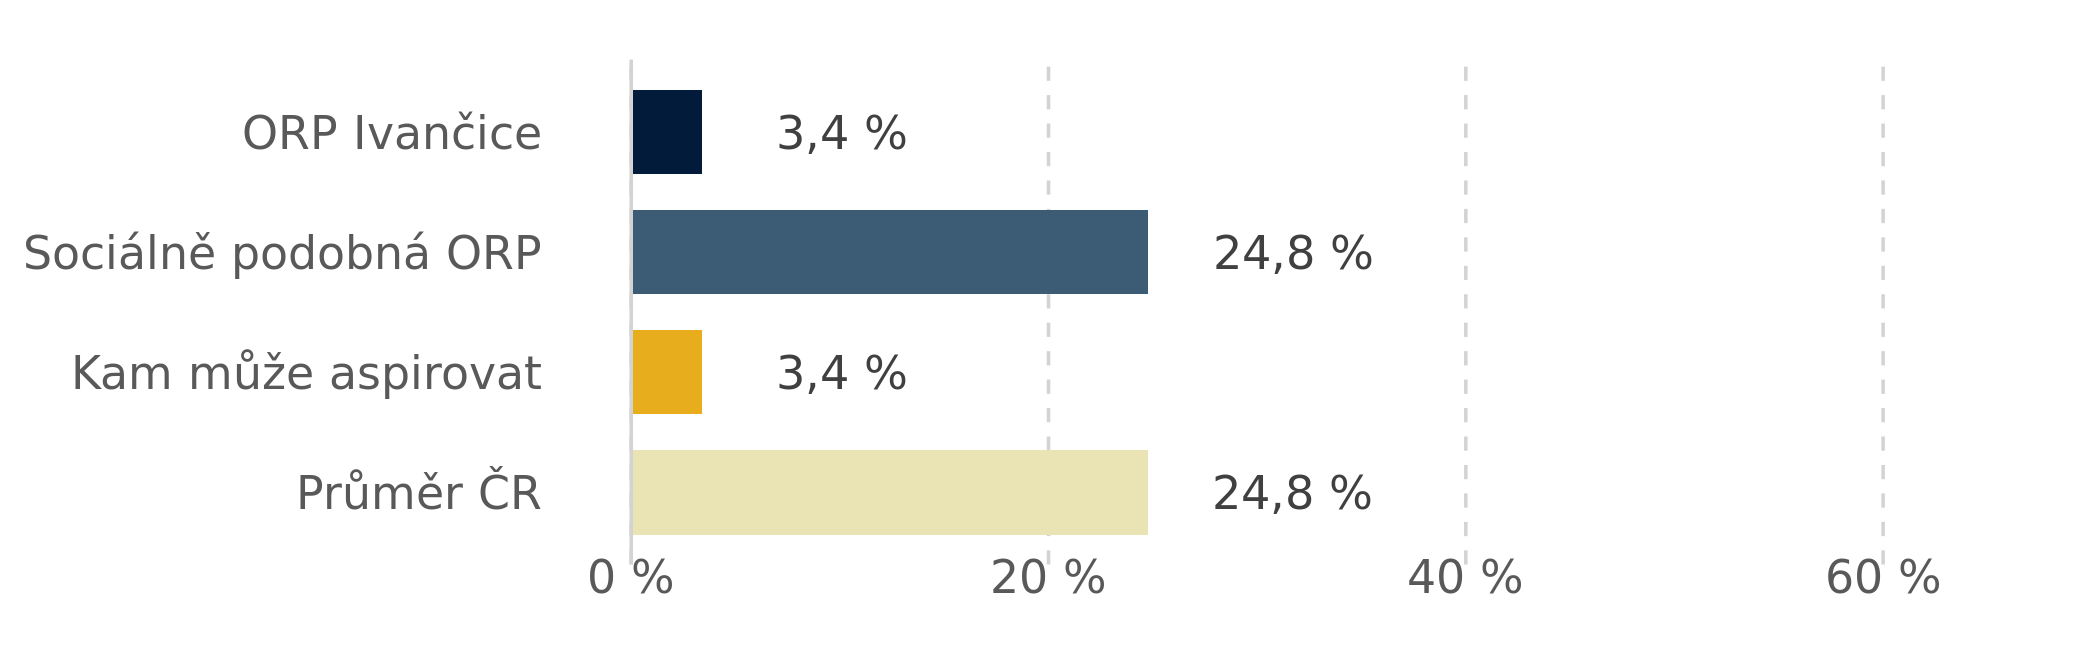 ORP Ivančice 3,4 %
Sociálně podobná ORP 24,8 %
Kam může aspirovat 3,4 %
Průměr ČR 24,8 %
0 % 20 % 40 % 60 %